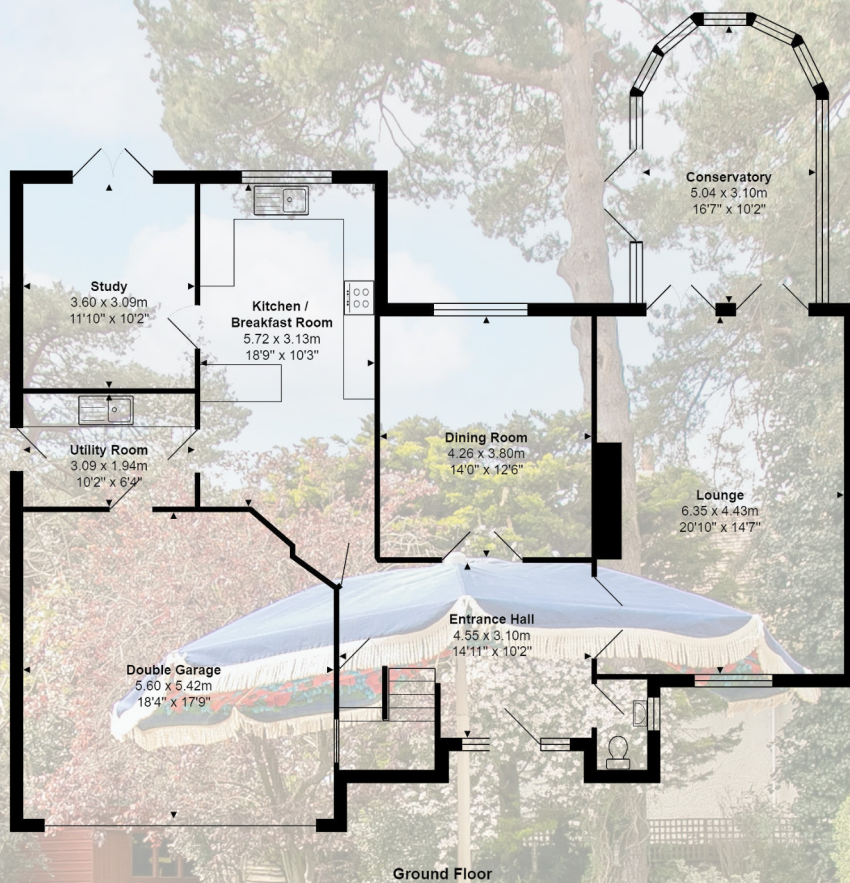 Conservatory
5.04 x 3.10m
16'7" x 10'2"
Study
3.60 x 3.09m
11'10" x 10'2"
Kitchen /
Breakfast Room
5.72 x 3.13m
18'9" x 10'3"
Utility Room
3.09 x 1.94m
10'2" x 6'4"
Dining Room
4.26 x 3.80m
14'0" x 12'6"
Lounge
6.35 x 4.43m
20'10" x 14'7"
Entrance Hall
4.55 x 3.10m
14'11" x 10'2"
Double Garage
5.60 x 5.42m
18'4" x 17'9"
Ground Floor